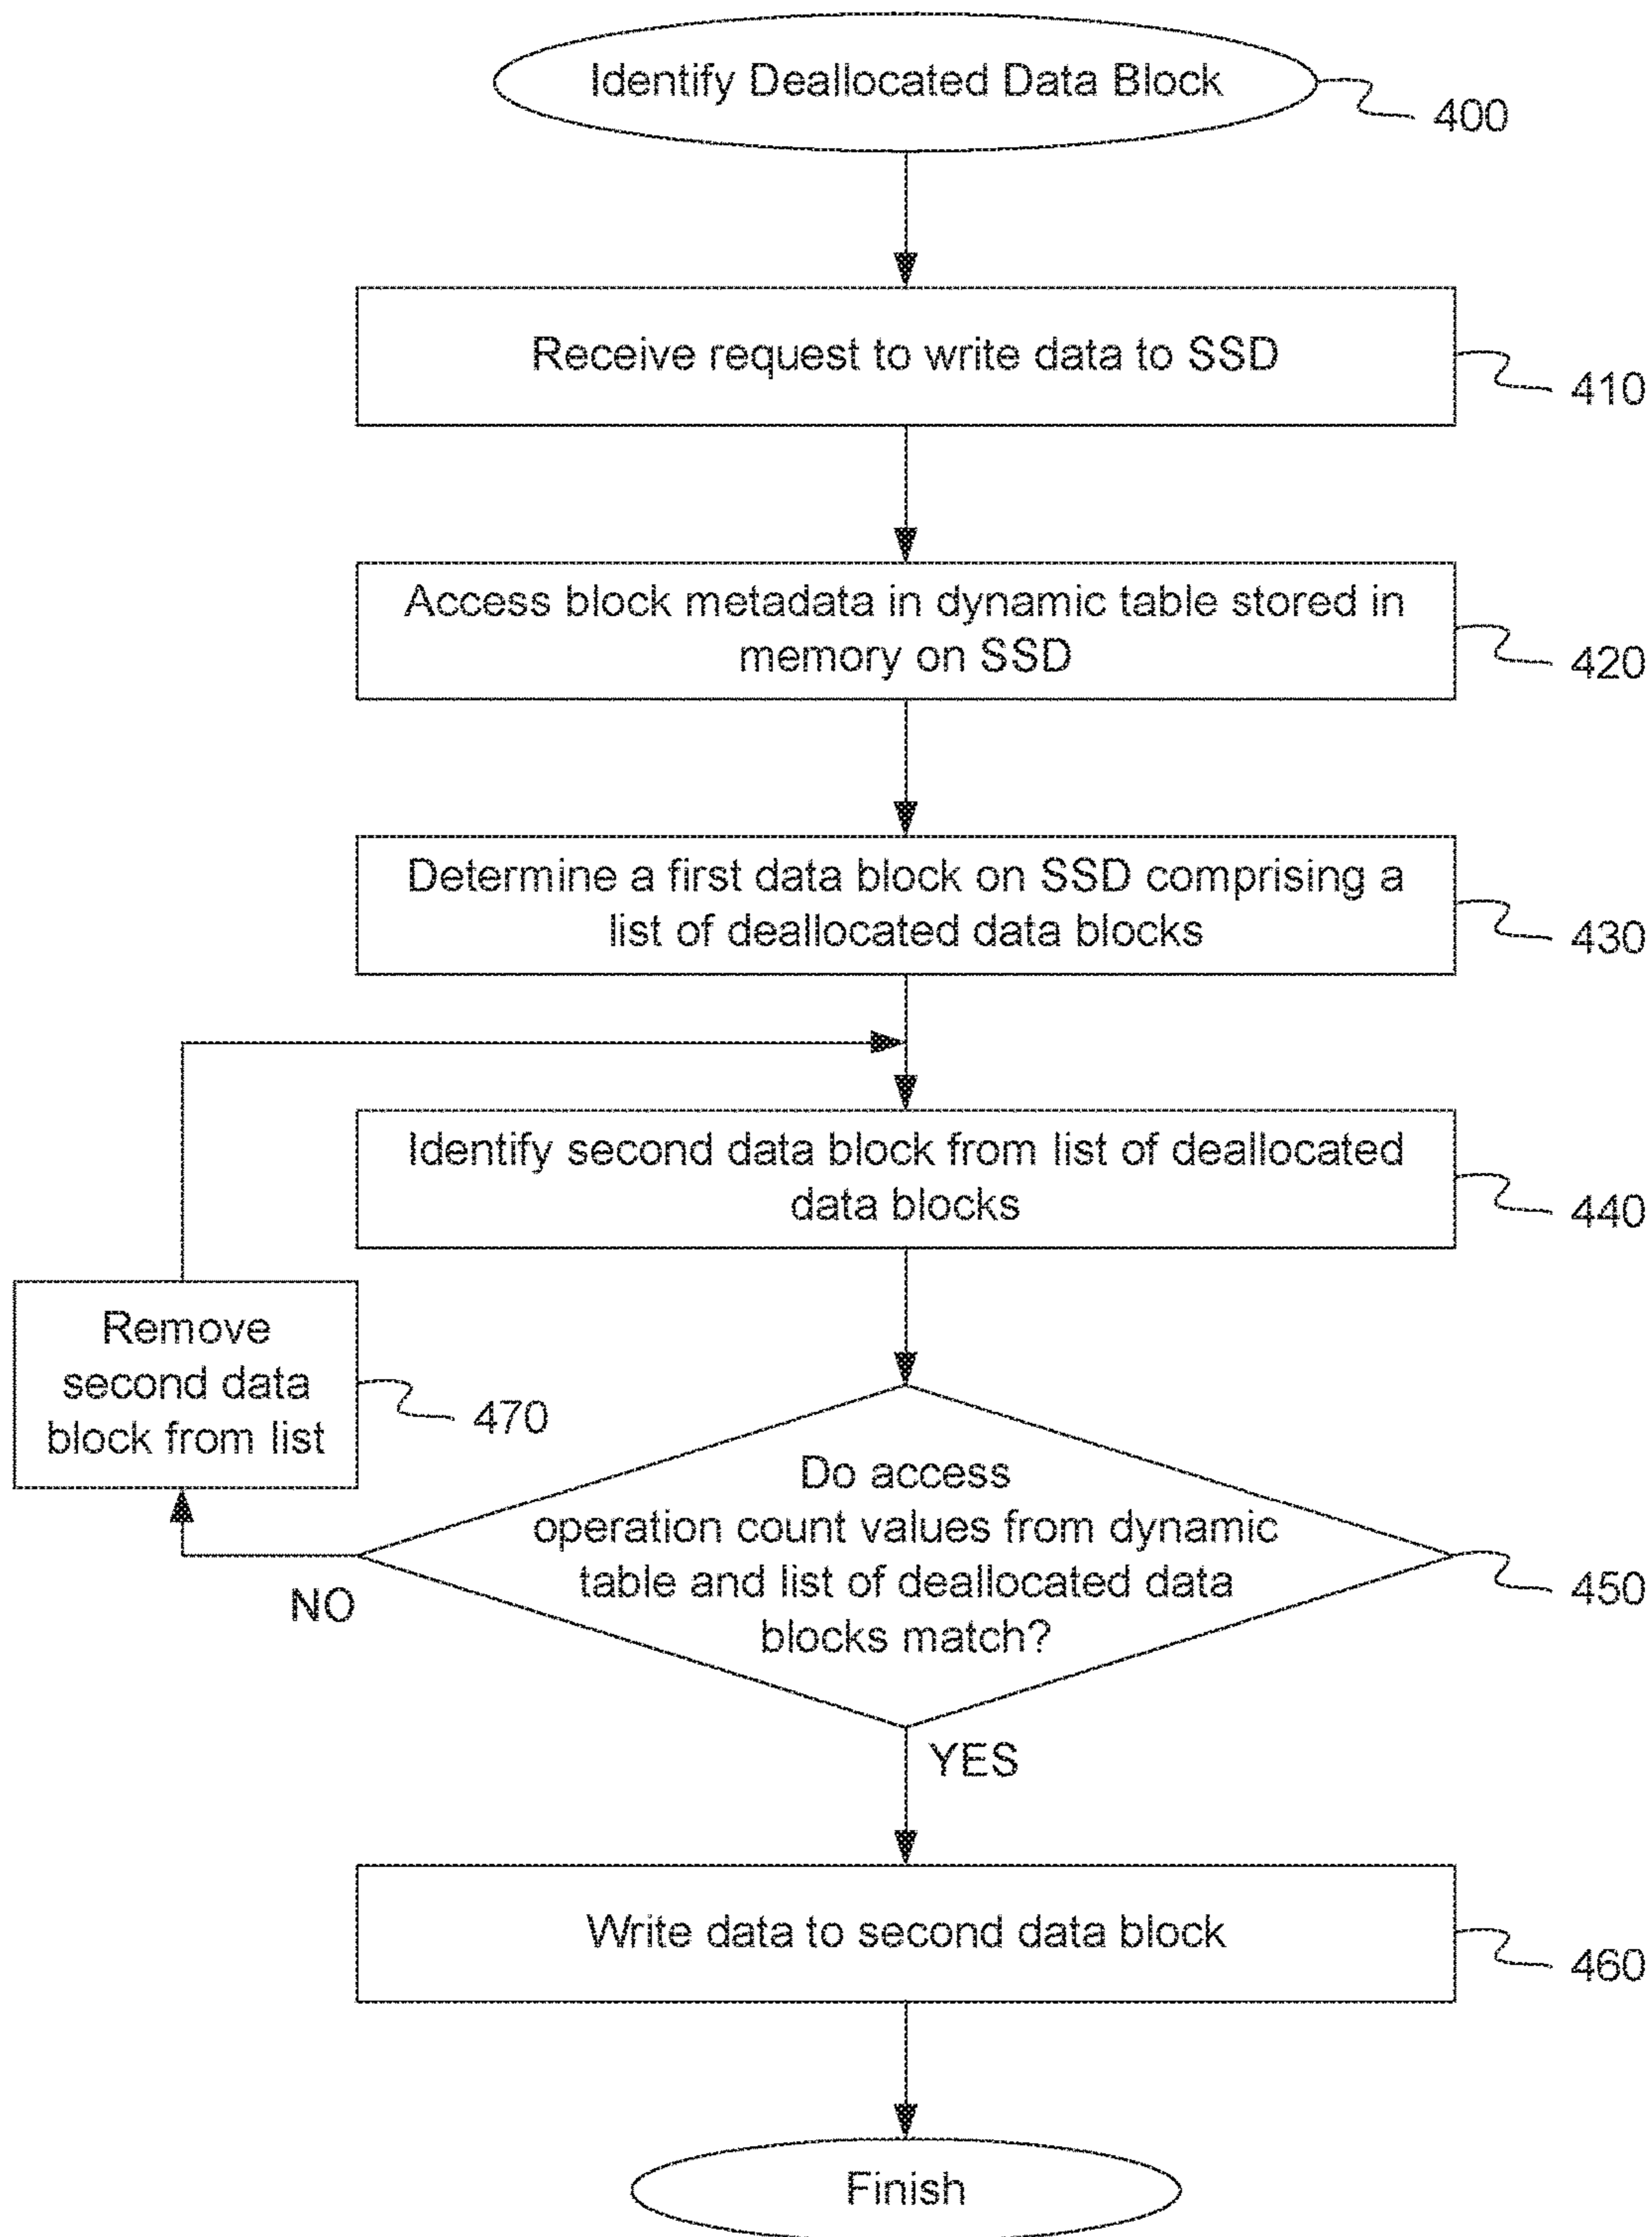 Identify Deallocated Data Block
400
Receive request to write data to SSD
410
Access block metadata in dynamic table stored in
memory on SSD
420
Determine a first data block on SSD comprising a
list of deallocated data blocks
430
Identify second data block from list of deallocated
data blocks
440
Remove
second data
block from list
470
Do access
operation count values from dynamic
table and list of deallocated data
blocks match?
450
NO
YES
Write data to second data block
460
Finish